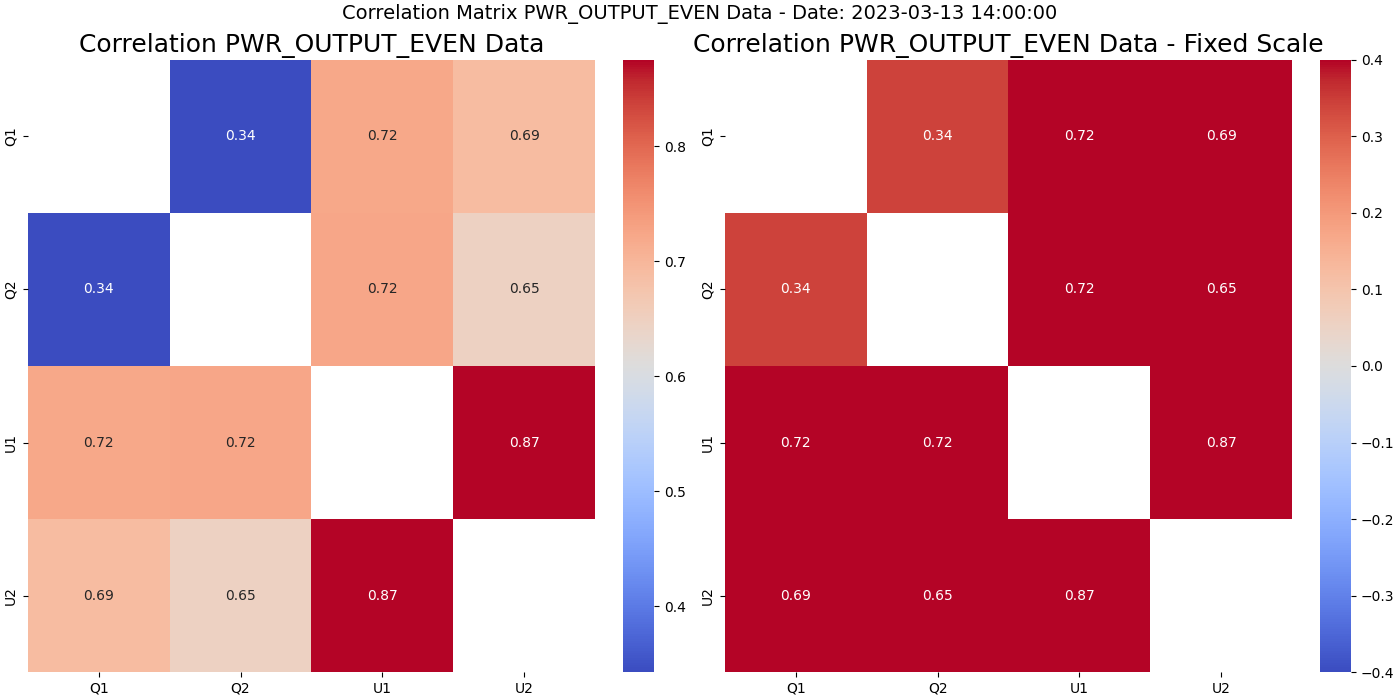 Correlation Matrix PWR_OUTPUT_EVEN Data - Date: 2023-03-13 14:00:00
Correlation PWR_OUTPUT_EVEN Data
Q1
0.34 0.72 0.69
Q2
0.34 0.72 0.65
U1
0.72 0.72 0.87
U2
0.69 0.65 0.87
Q1 Q2 U1 U2
0.8
0.7
0.6
0.5
0.4
Correlation PWR_OUTPUT_EVEN Data - Fixed Scale
Q1
0.34 0.72 0.69
Q2
0.34 0.72 0.65
U1
0.72 0.72 0.87
U2
0.69 0.65 0.87
Q1 Q2 U1 U2
0.4
0.3
0.2
0.1
0.0
−0.1
−0.2
−0.3
−0.4